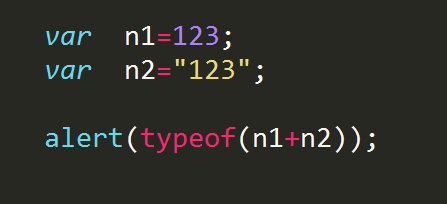 var  n1=123;
var  n2="123";
alert(typeof(n1+n2));